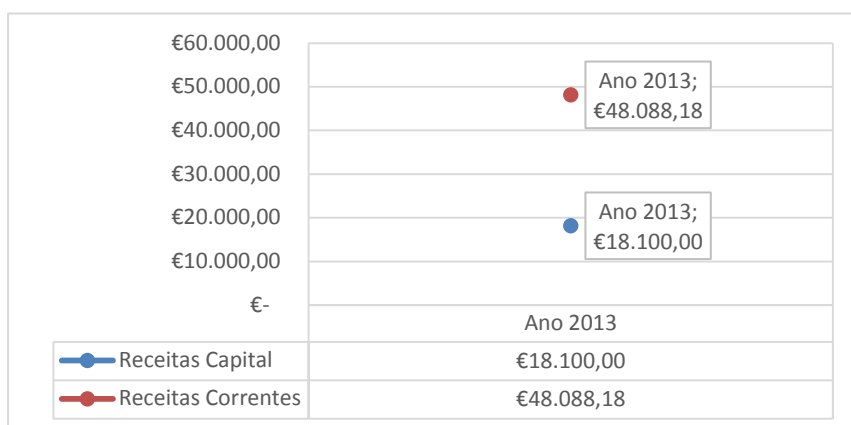 €60.000,00
€50.000,00
€40.000,00
€30.000,00
€20.000,00
€10.000,00
€-
Ano 2013;
€48.088,18
Ano 2013;
€18.100,00
Ano 2013
Receitas Capital €18.100,00
Receitas Correntes €48.088,18